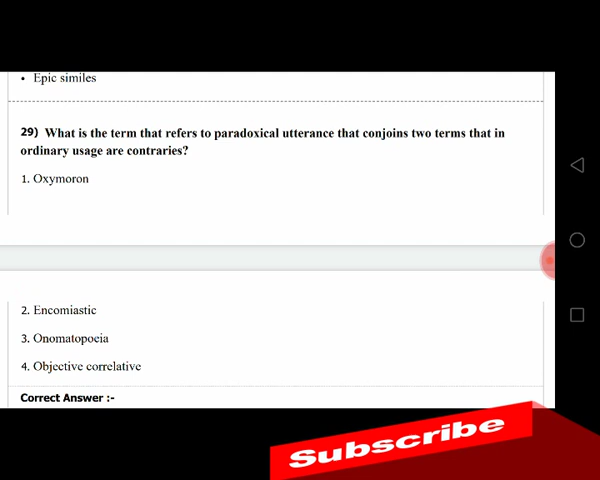 • Epic similes
29) What is the term that refers to paradoxical utterance that conjoins two terms that in
ordinary usage are contraries?
1. Oxymoron
2. Encomiastic
3. Onomatopoeia
4. Objective correlative
Correct Answer :-
Subscribe